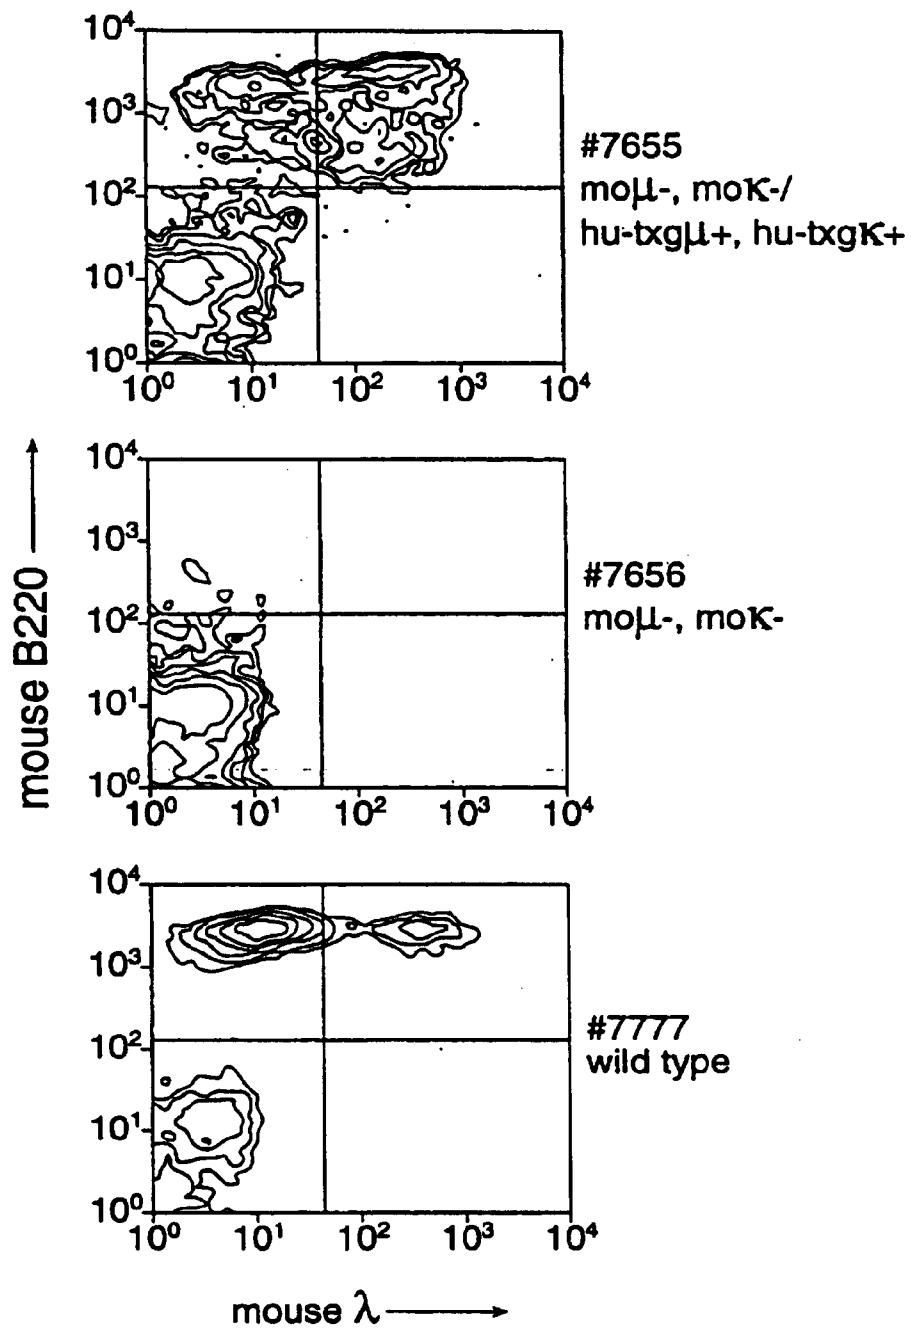 10⁴
10³
10²
10¹
10⁰
10⁰ 10¹ 10² 10³ 10⁴
#7655
moμ-, moκ-/
hu-txgμ+, hu-txgκ+
10⁴
10³
10²
10¹
10⁰
10⁰ 10¹ 10² 10³ 10⁴
#7656
moμ-, moκ-
mouse B220
10⁴
10³
10²
10¹
10⁰
10⁰ 10¹ 10² 10³ 10⁴
#7777
wild type
mouse λ